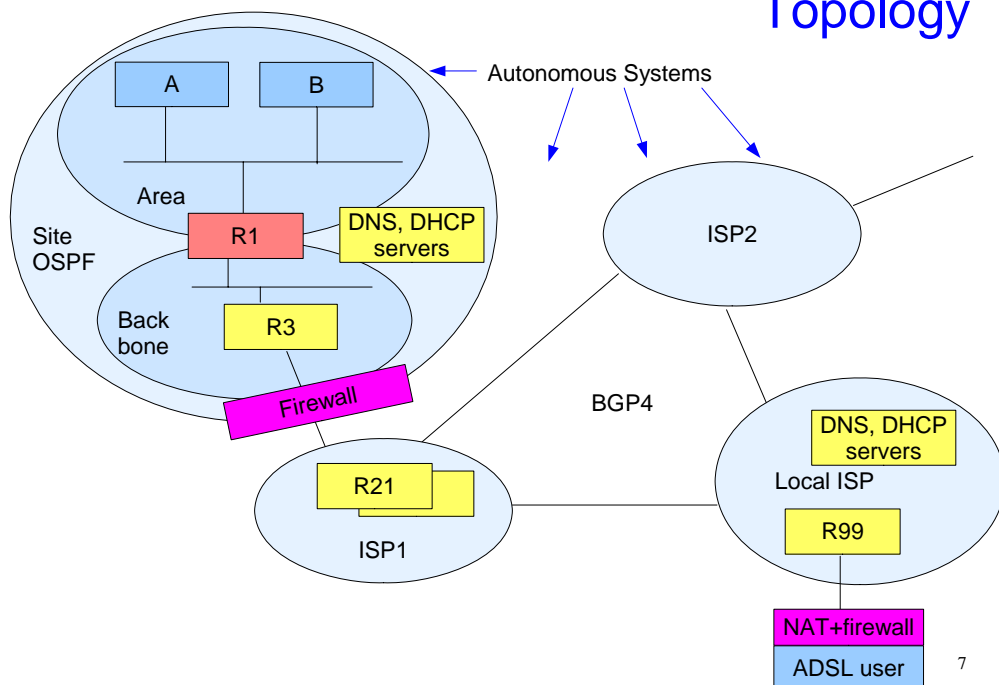 Topology
Autonomous Systems
A
B
Area
R1
DNS, DHCP
servers
Site
OSPF
ISP2
Back
bone
R3
Firewall
BGP4
DNS, DHCP
servers
Local ISP
R21
R99
ISP1
NAT+firewall
ADSL user
7